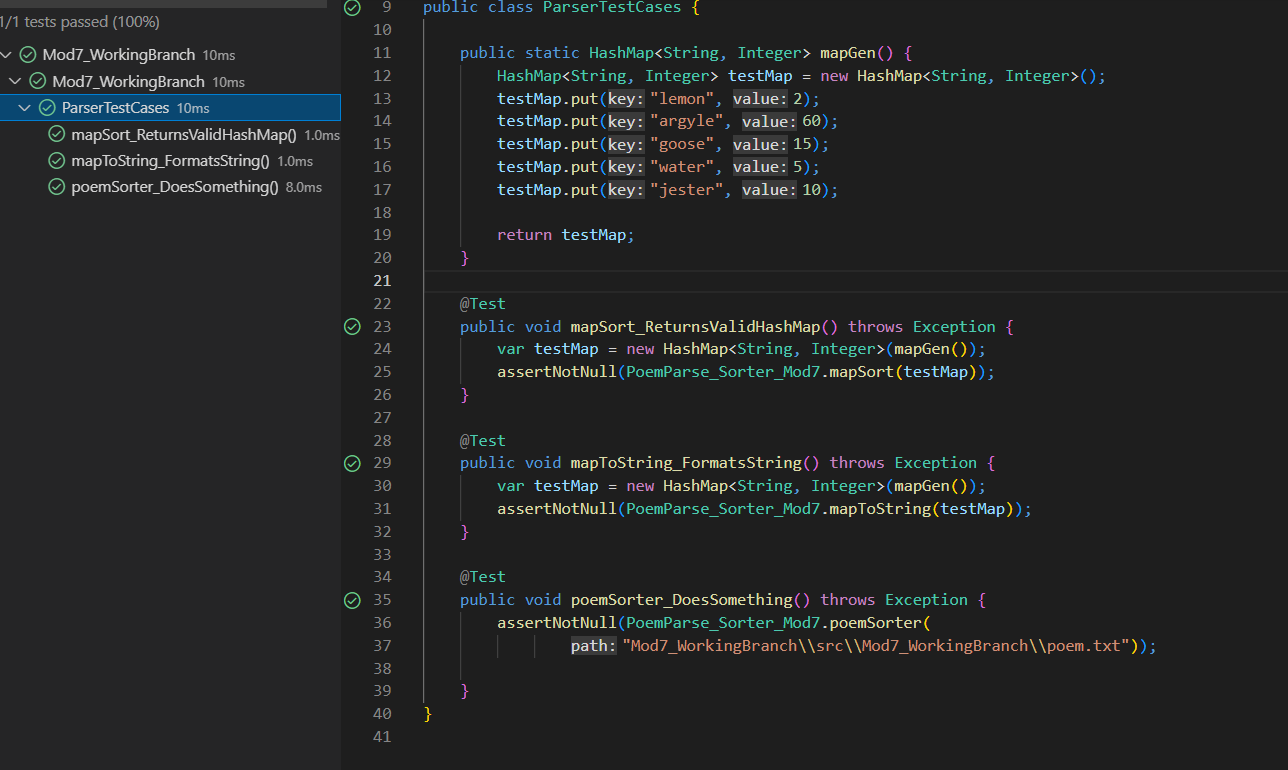 1/1 tests passed (100%)
Mod7_WorkingBranch 10ms
Mod7_WorkingBranch 10ms
ParserTestCases 10ms
mapSort_ReturnsValidHashMap() 1.0ms
mapToString_FormatsString() 1.0ms
poemSorter_DoesSomething() 8.0ms
9 public class ParserTestCases {
10
11 public static HashMap<String, Integer> mapGen() {
12 HashMap<String, Integer> testMap = new HashMap<String, Integer>();
13 testMap.put(key: "lemon", value: 2);
14 testMap.put(key: "argyle", value: 60);
15 testMap.put(key: "goose", value: 15);
16 testMap.put(key: "water", value: 5);
17 testMap.put(key: "jester", value: 10);
18
19 return testMap;
20 }
21
22 @Test
23 public void mapSort_ReturnsValidHashMap() throws Exception {
24 var testMap = new HashMap<String, Integer>(mapGen());
25 assertNotNull(PoemParse_Sorter_Mod7.mapSort(testMap));
26 }
27
28 @Test
29 public void mapToString_FormatsString() throws Exception {
30 var testMap = new HashMap<String, Integer>(mapGen());
31 assertNotNull(PoemParse_Sorter_Mod7.mapToString(testMap));
32 }
33
34 @Test
35 public void poemSorter_DoesSomething() throws Exception {
36 assertNotNull(PoemParse_Sorter_Mod7.poemSorter(
37 path: "Mod7_WorkingBranch\\src\\Mod7_WorkingBranch\\poem.txt"));
38
39 }
40 }
41